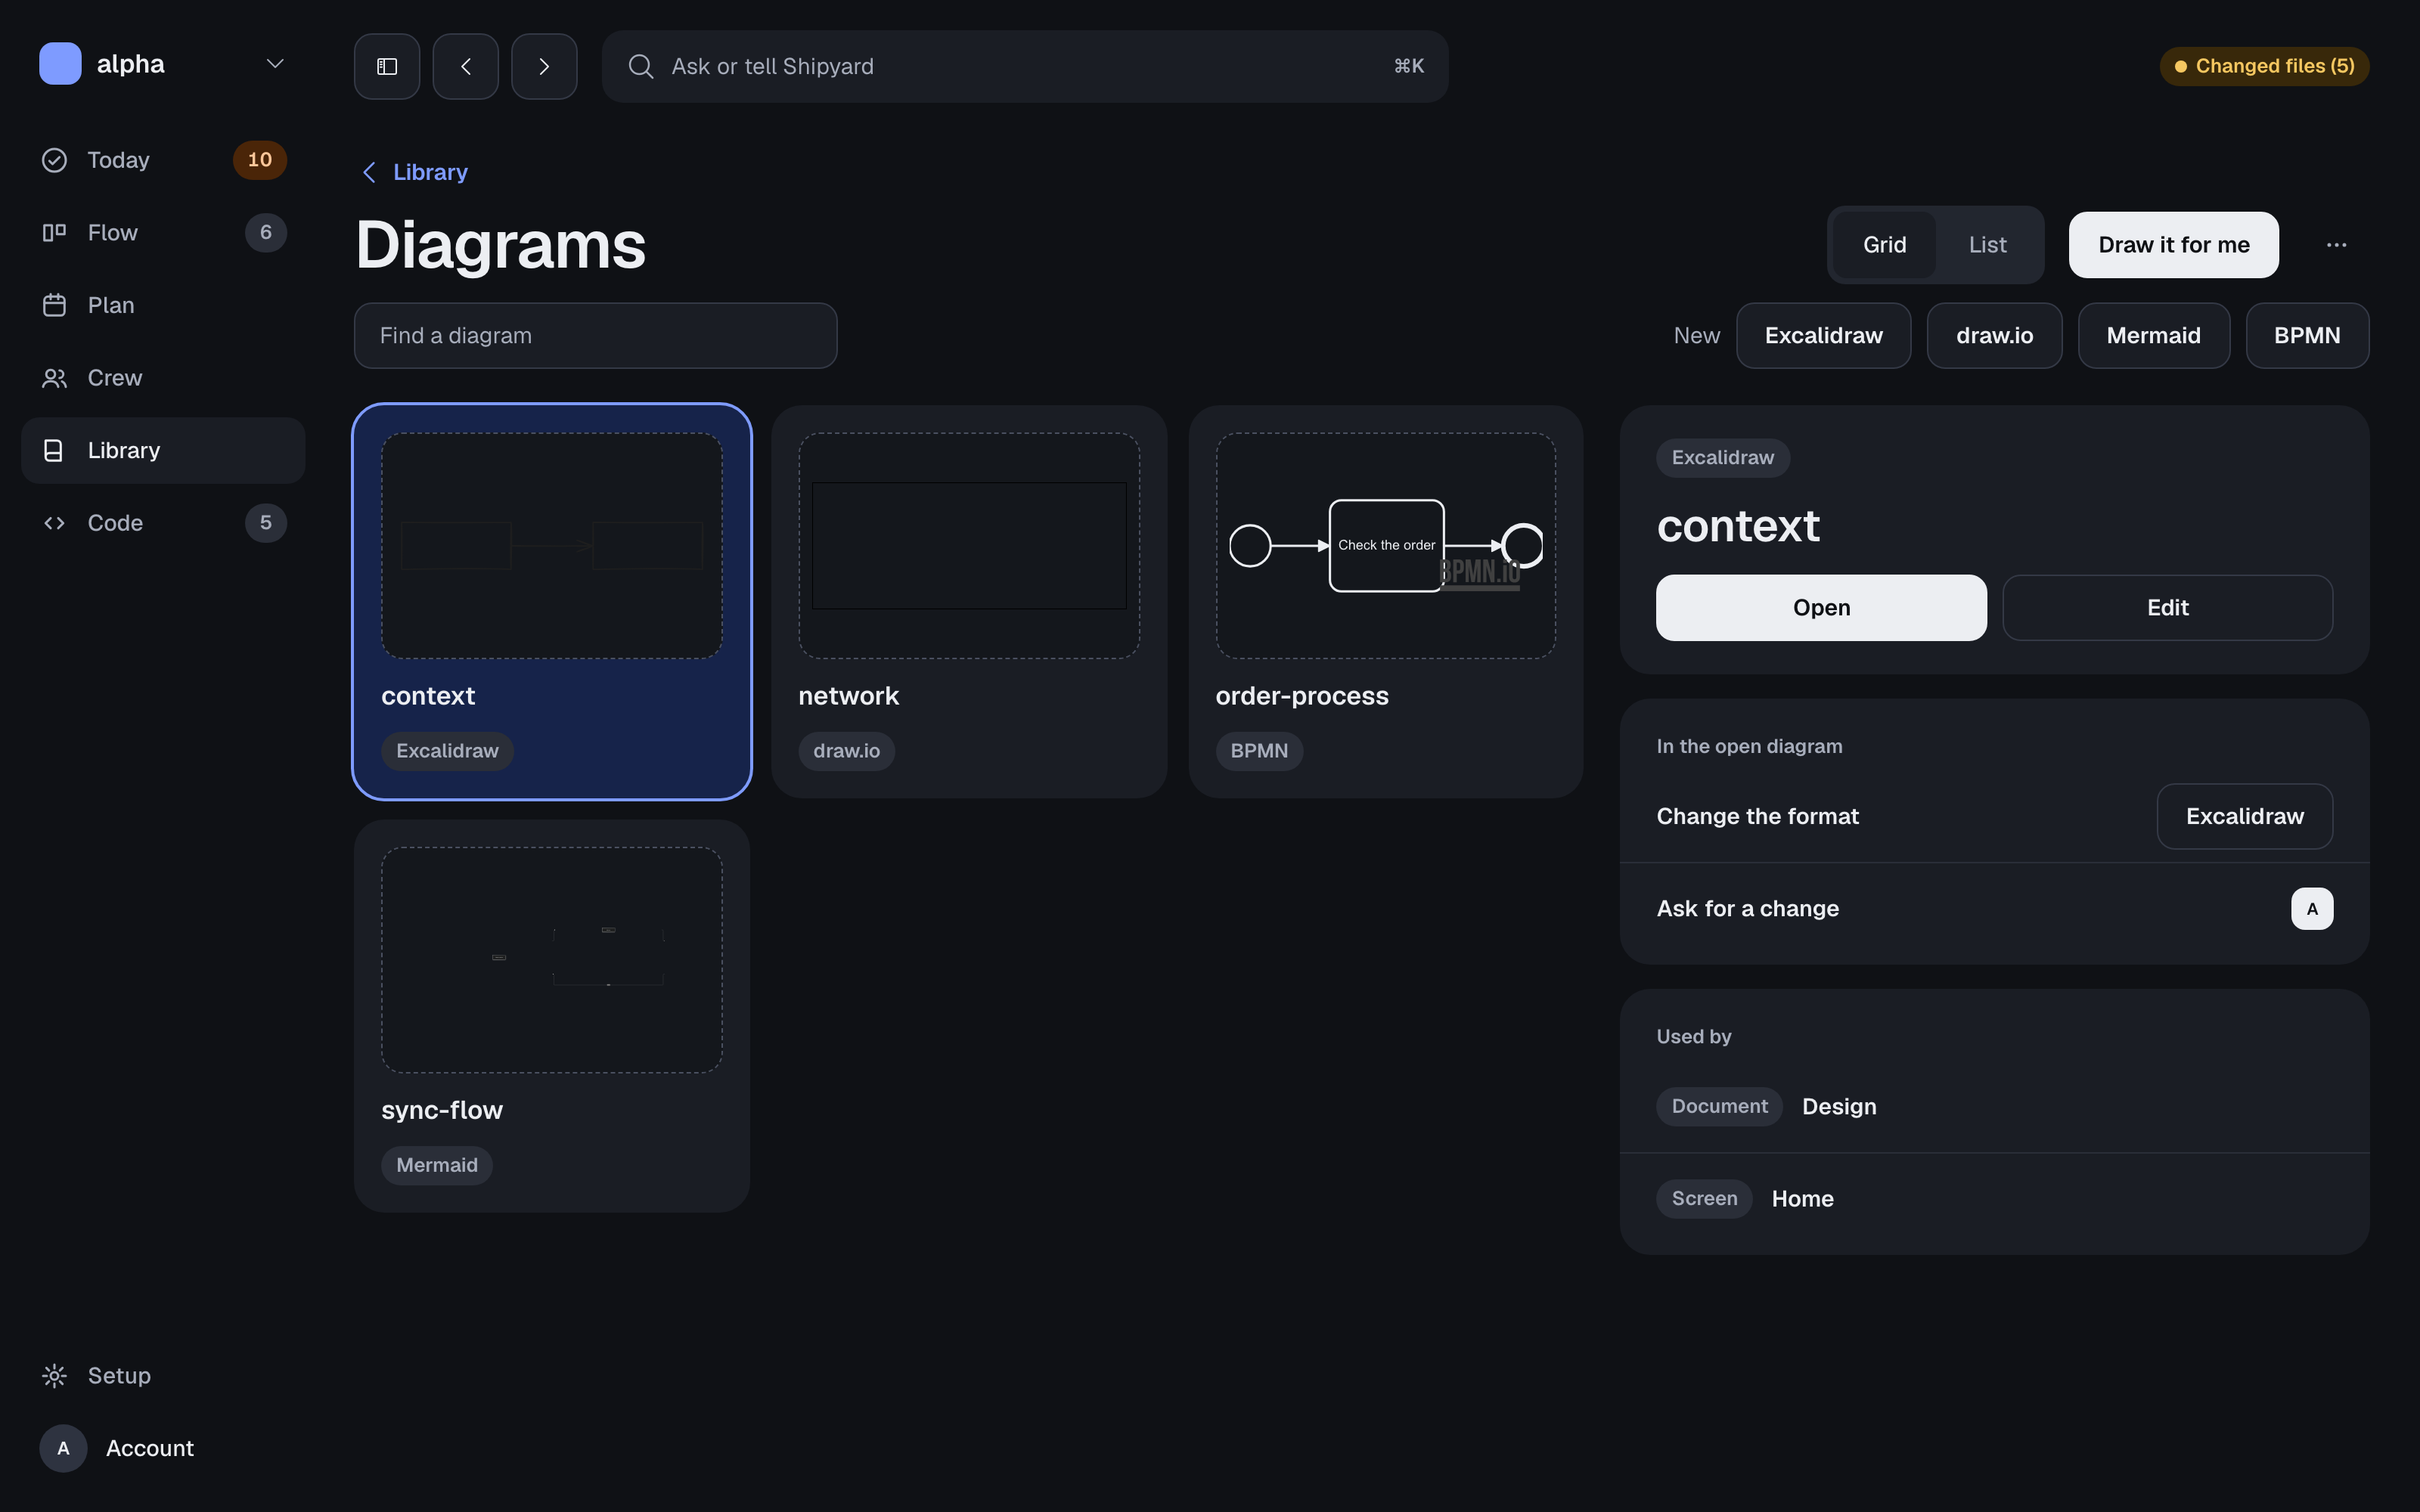 alpha
Ask or tell Shipyard
⌘K
Changed files (5)
Today
10
Flow
6
Plan
Crew
Library
Code
5
Setup
A
Account
Library
Diagrams
Grid
List
Draw it for me
Find a diagram
New
Excalidraw
draw.io
Mermaid
BPMN
context
Excalidraw
network
draw.io
Check the order
BPMN.iO
order-process
BPMN
sync-flow
Mermaid
Excalidraw
context
Open
Edit
In the open diagram
Change the format
Excalidraw
Ask for a change
A
Used by
Document
Design
Screen
Home